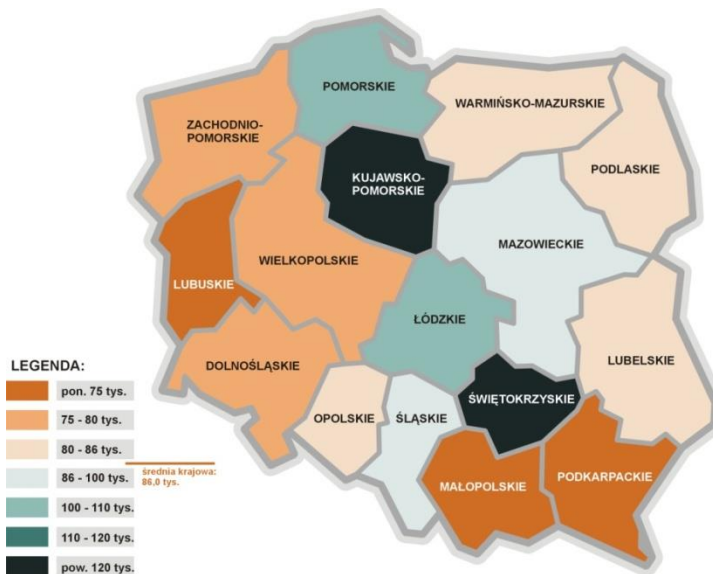 POMORSKIE
WARMIŃSKO-MAZURSKIE
ZACHODNIO-
POMORSKIE
PODLASKIE
KUJAWSKO-
POMORSKIE
MAZOWIECKIE
WIELKOPOLSKIE
LUBUSKIE
ŁÓDZKIE
LUBELSKIE
DOLNOŚLĄSKIE
ŚWIĘTOKRZYSKIE
OPOLSKIE
ŚLĄSKIE
PODKARPACKIE
MAŁOPOLSKIE
LEGENDA:
pon. 75 tys.
75 - 80 tys.
80 - 86 tys.
średnia krajowa:
86,0 tys.
86 - 100 tys.
100 - 110 tys.
110 - 120 tys.
pow. 120 tys.